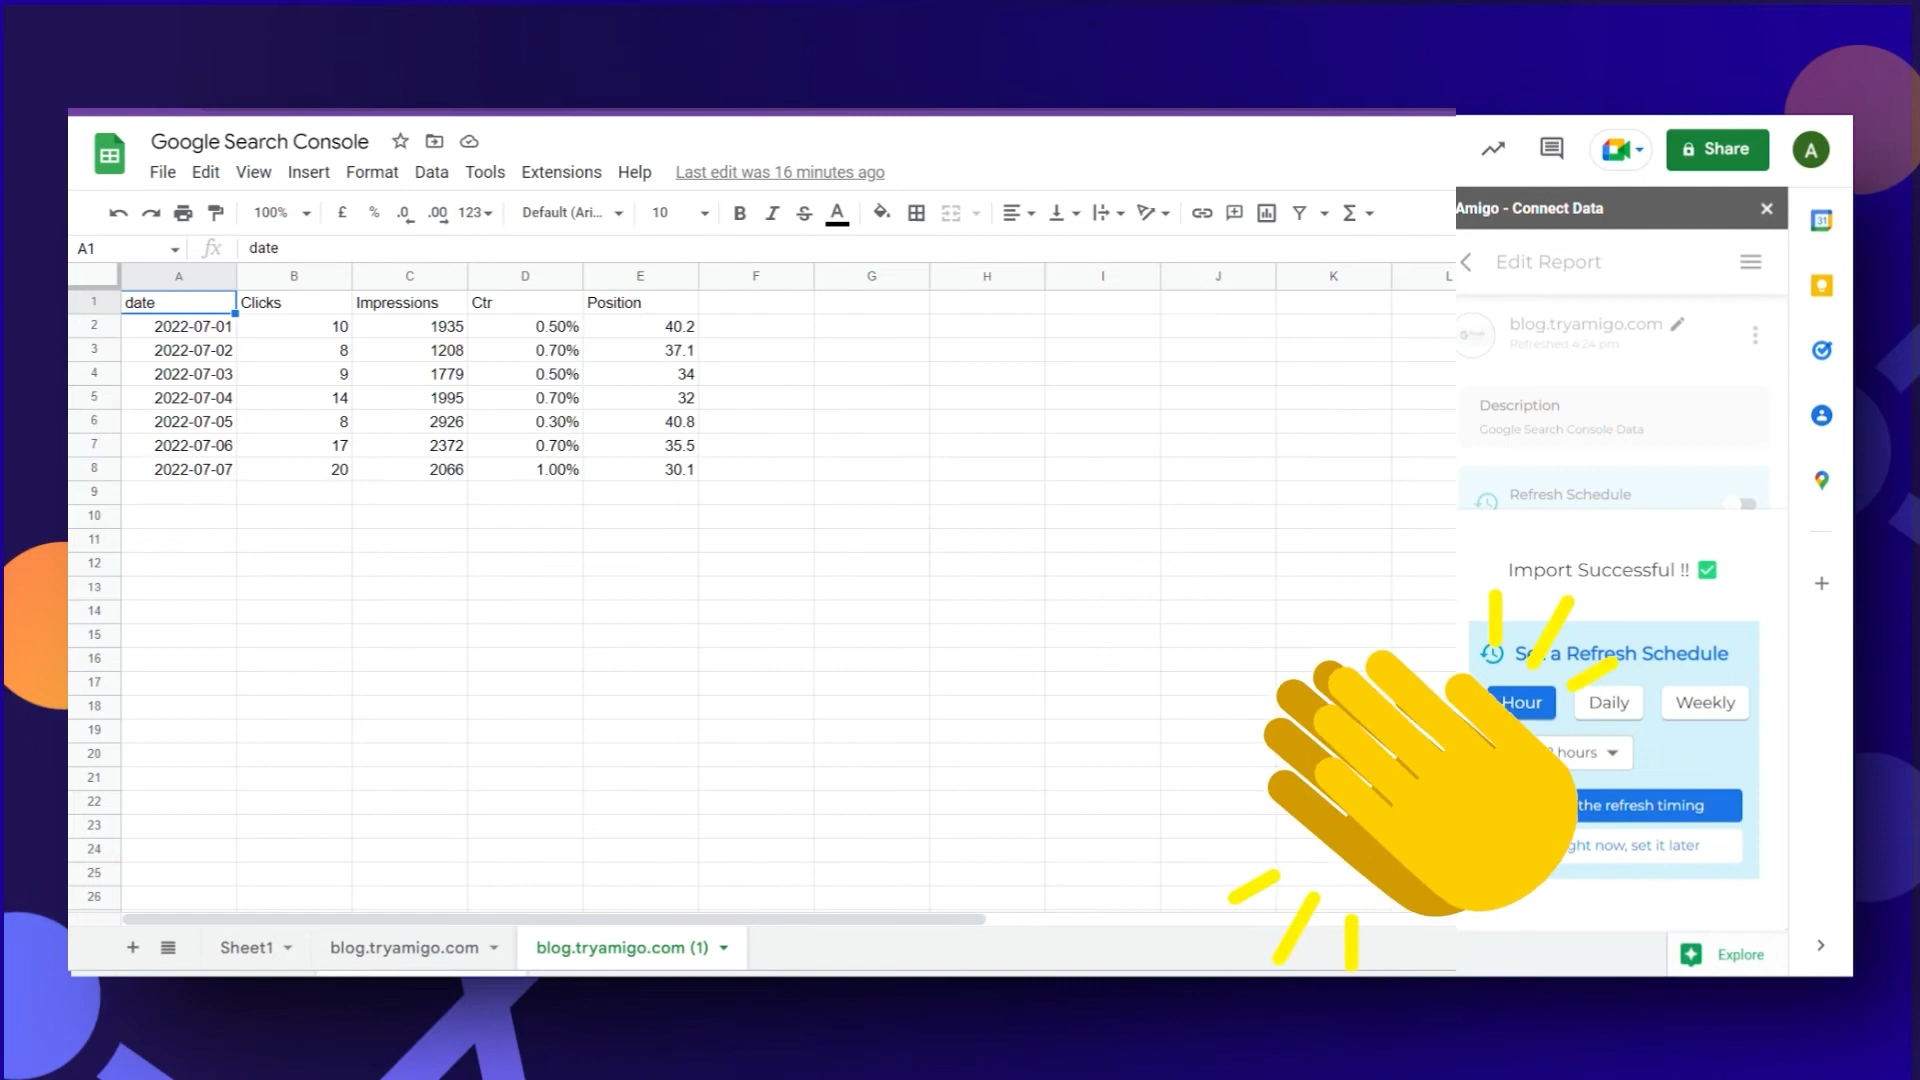 Google Search Console
File Edit View Insert Format Data Tools Extensions Help Last edit was 16 minutes ago
Share
A
100% £ % .0 .00 123 Default (Ari... 10 B I S A Σ
A1 fx date
Amigo - Connect Data
A B C D E F G H I J K L
Edit Report
1 date Clicks Impressions Ctr Position
2 2022-07-01 10 1935 0.50% 40.2
3 2022-07-02 8 1208 0.70% 37.1
4 2022-07-03 9 1779 0.50% 34
5 2022-07-04 14 1995 0.70% 32
6 2022-07-05 8 2926 0.30% 40.8
7 2022-07-06 17 2372 0.70% 35.5
8 2022-07-07 20 2066 1.00% 30.1
9
10
11
12
13
14
15
16
17
18
19
20
21
22
23
24
25
26
31
blog.tryamigo.com
Refreshed 4:24 pm
Description
Google Search Console Data
Refresh Schedule
Import Successful !!
a Refresh Schedule
Hour Daily Weekly
hours
the refresh timing
now, set it later
Sheet1 blog.tryamigo.com blog.tryamigo.com (1)
Explore